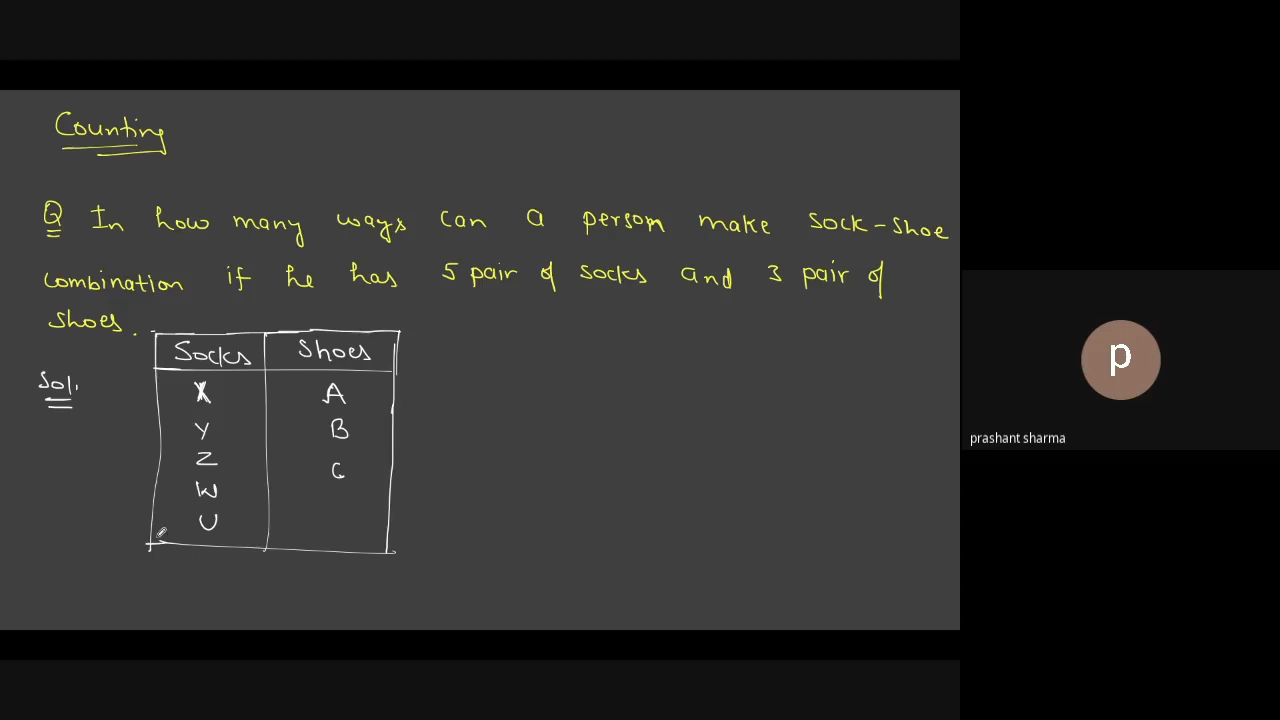 Counting
Q In how many ways can a person make sock-shoe
combination if he has 5 pair of socks and 3 pair of
shoes.
Sol.
Socks Shoes
X A
Y B
Z C
W
U
p
prashant sharma